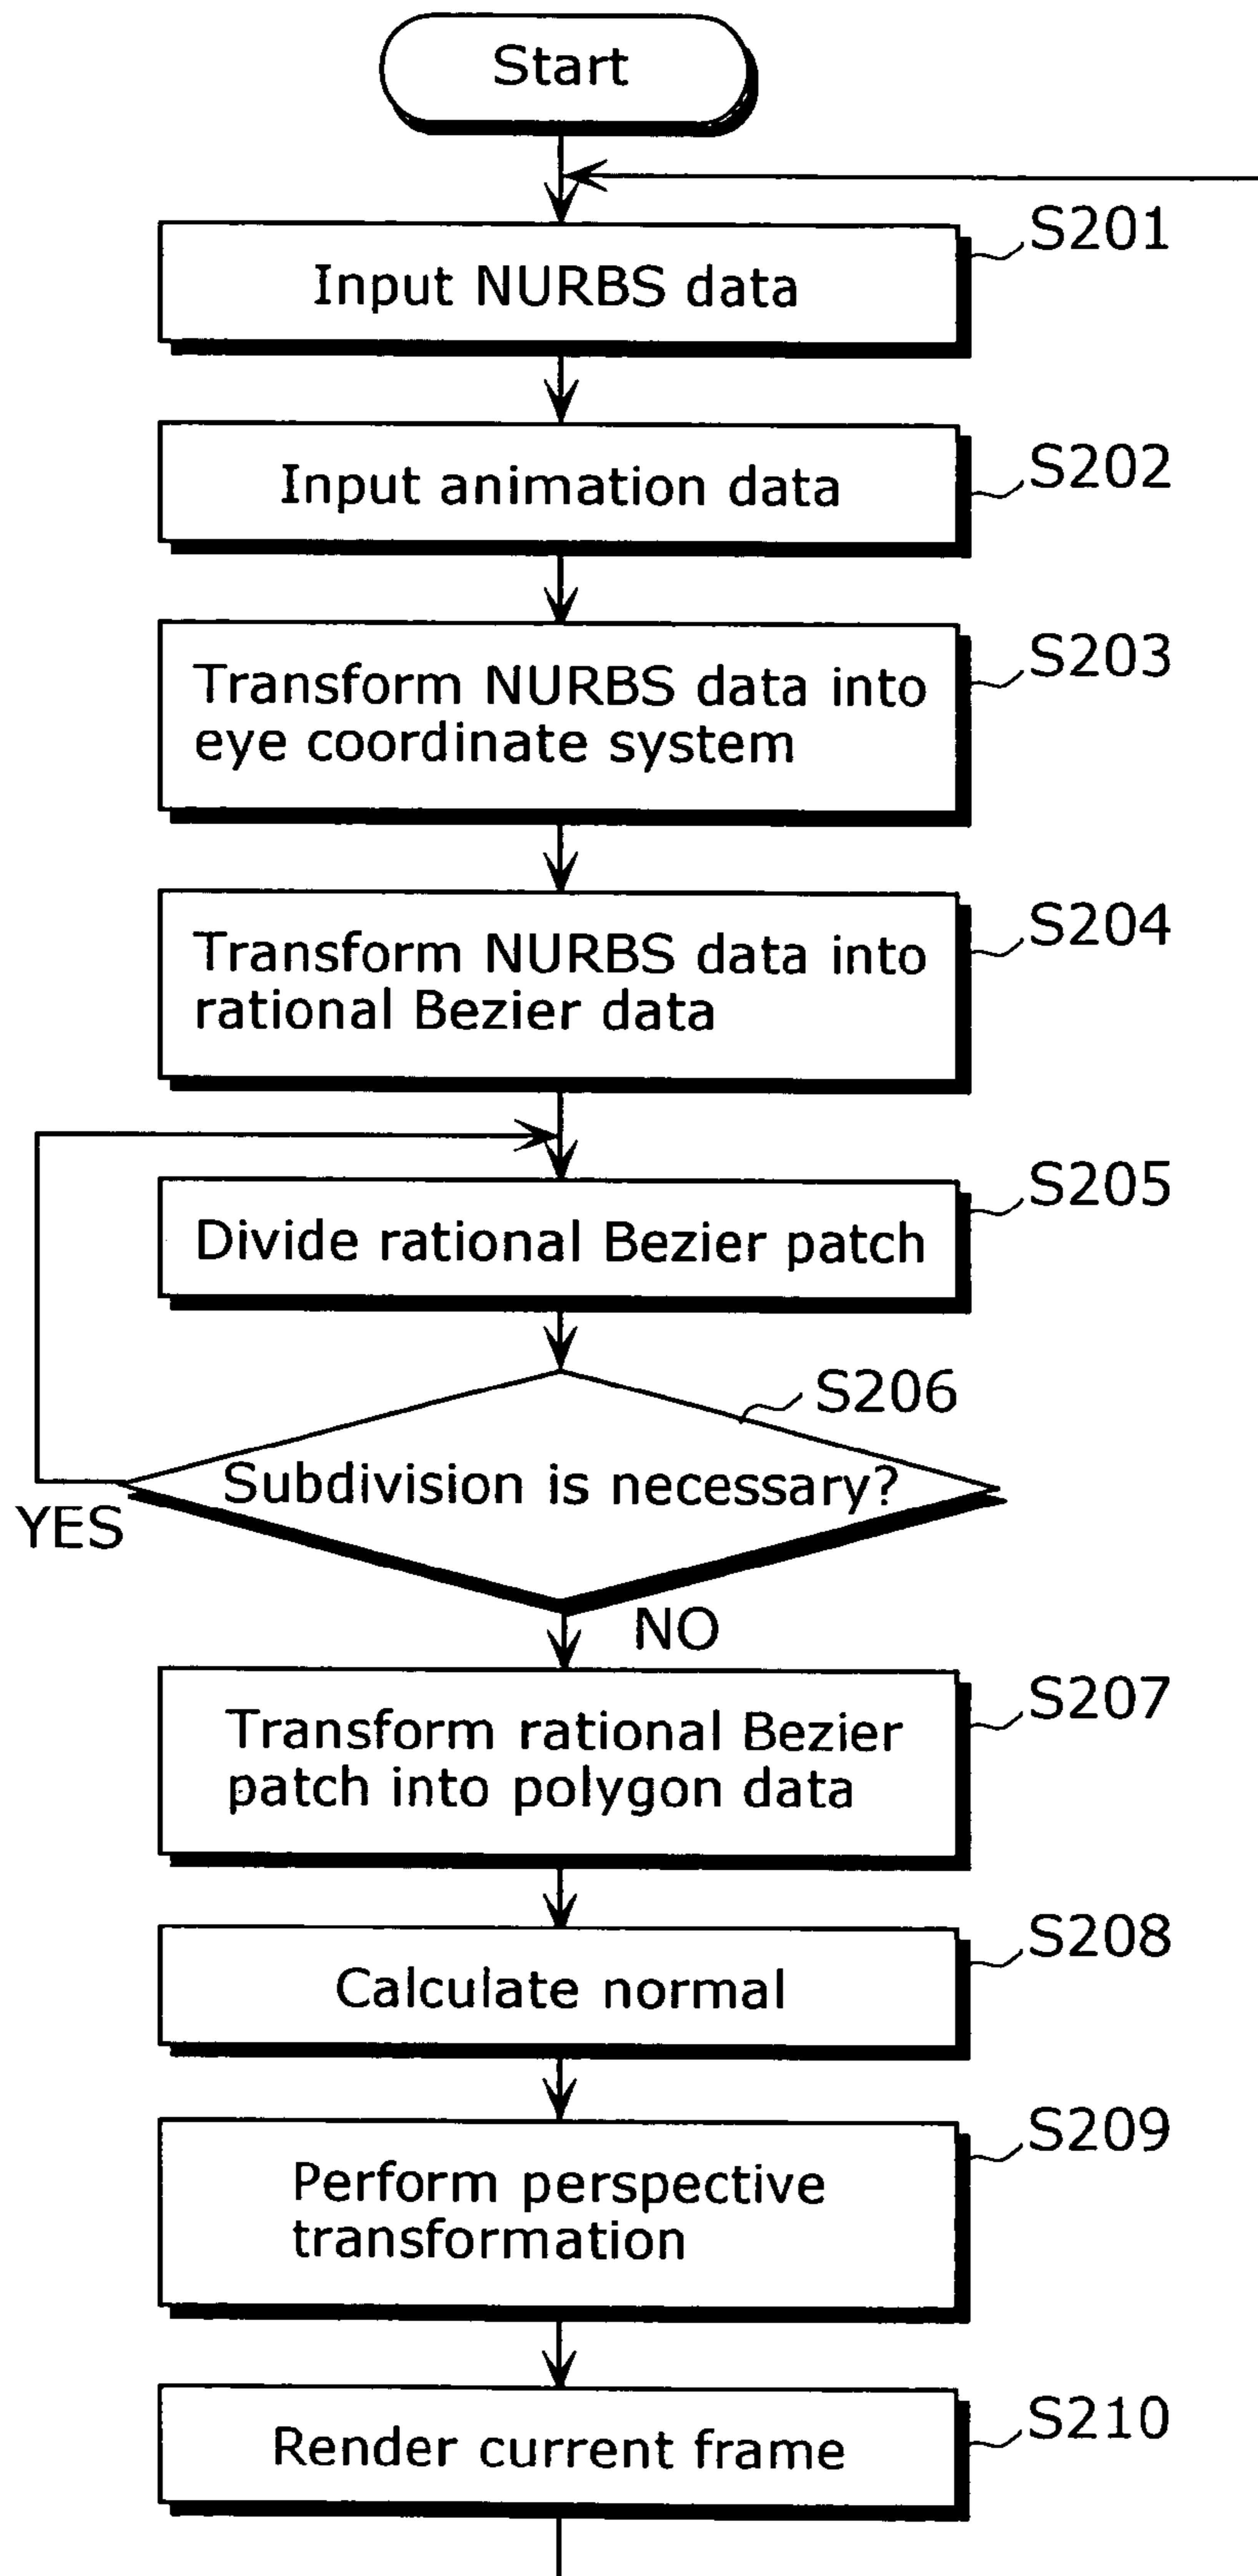 Start
S201
Input NURBS data
S202
Input animation data
S203
Transform NURBS data into
eye coordinate system
S204
Transform NURBS data into
rational Bezier data
S205
Divide rational Bezier patch
S206
Subdivision is necessary?
YES
NO
S207
Transform rational Bezier
patch into polygon data
S208
Calculate normal
S209
Perform perspective
transformation
S210
Render current frame